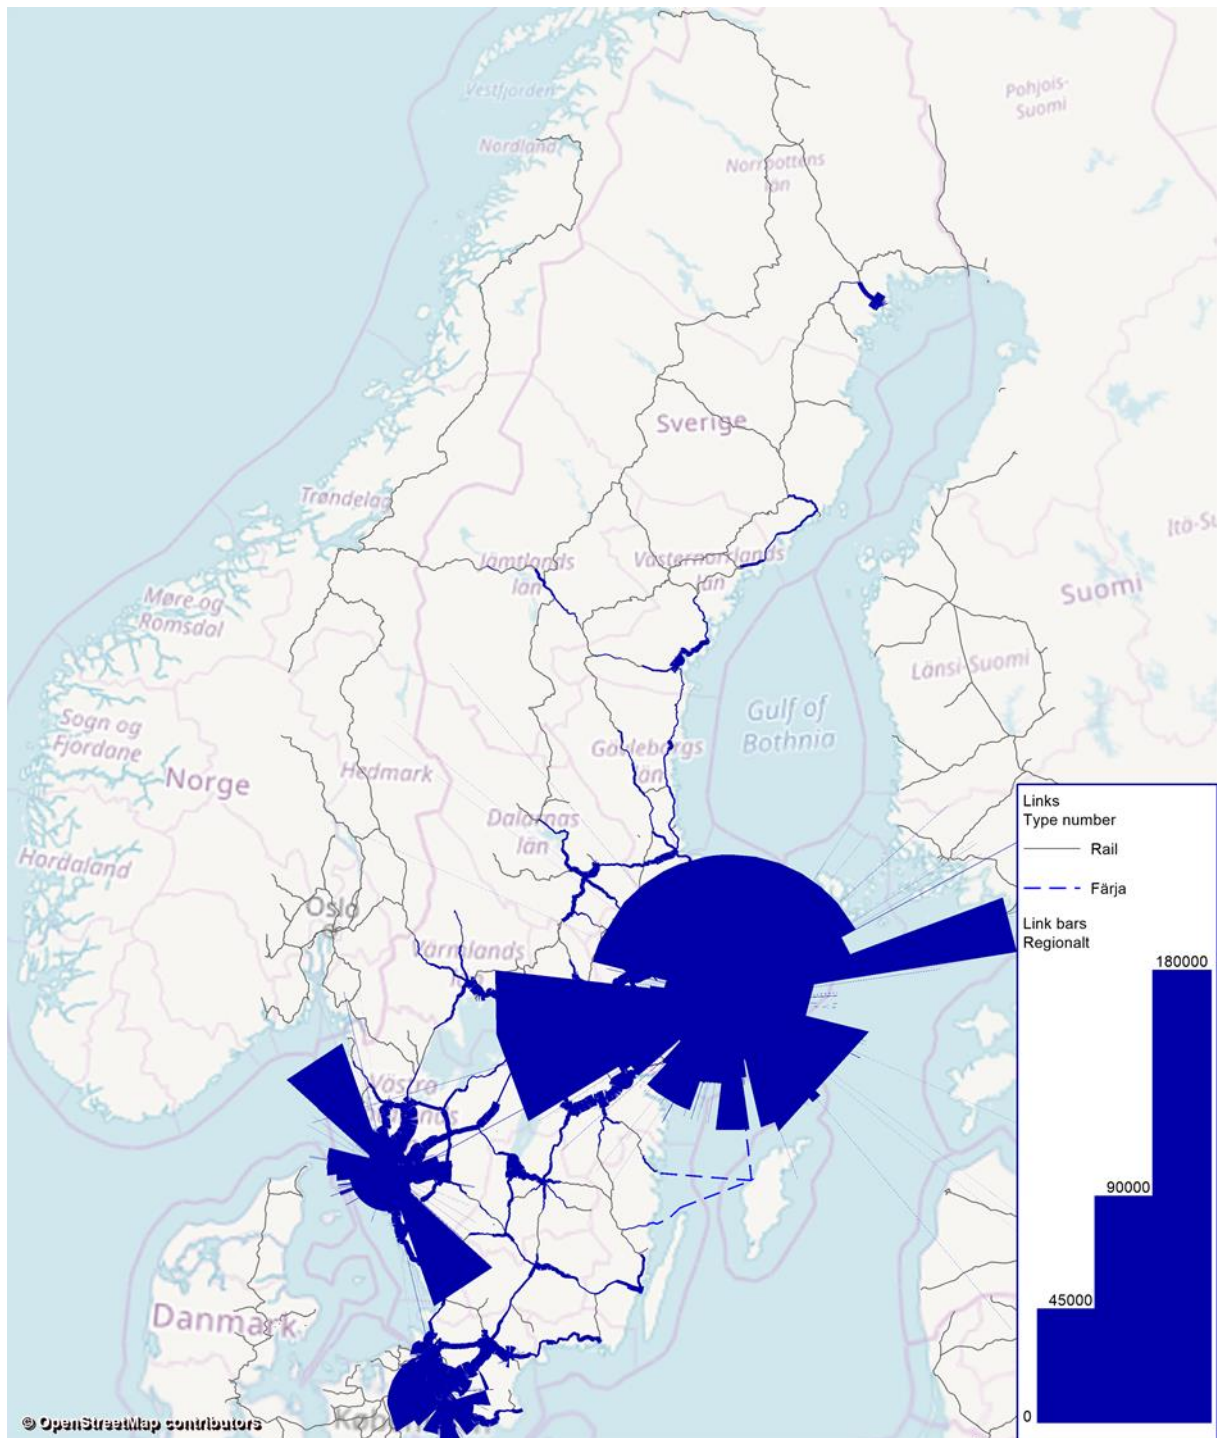 Vestfjorden
Pohjois-
Suomi
Nordland
Norrbottens
län
Sverige
Trøndelag
Itä-Su
Jämtlands
län
Västernorrlands
län
Suomi
Møre og
Romsdal
Länsi-Suomi
Gulf of
Bothnia
Sogn og
Fjordane
Gävleborgs
län
Norge
Hedmark
Links
Type number
Dalarnas
län
Rail
Hordaland
Färja
Oslo
Link bars
Regionalt
Värmlands
180000
Västra
90000
45000
Danmark
0
© OpenStreetMap contributors